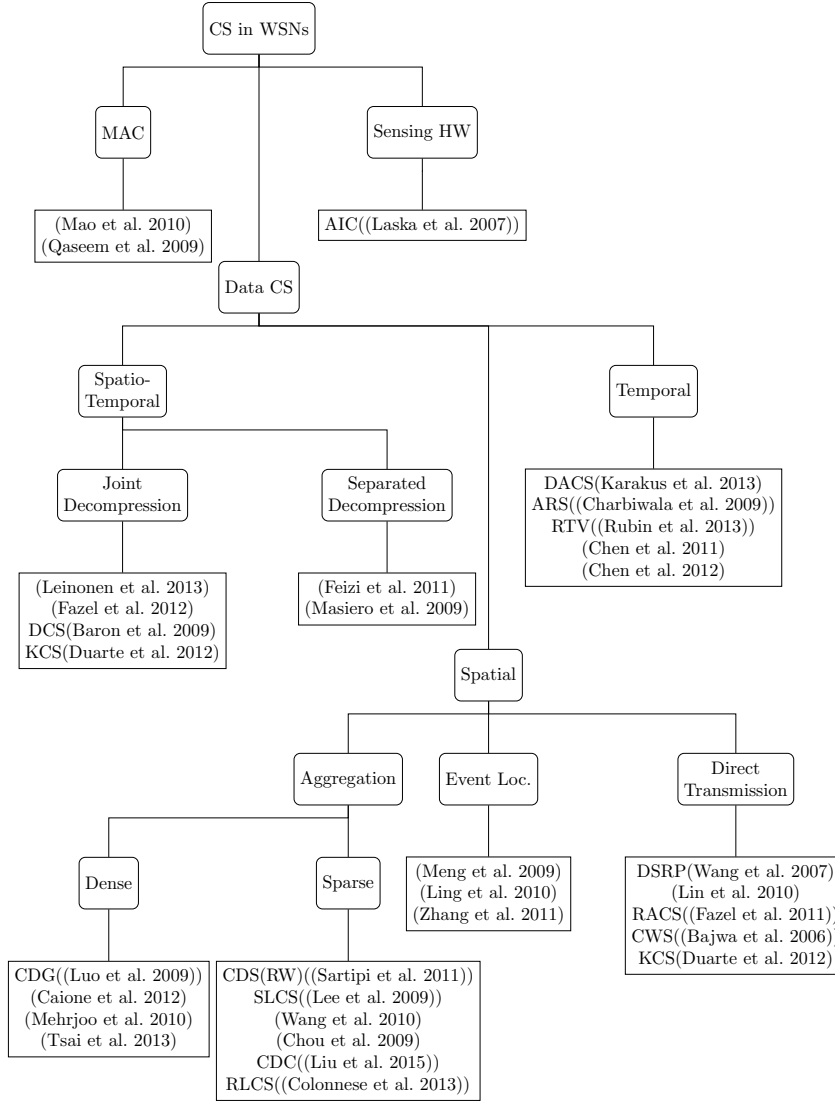 CS in WSNs
MAC
Sensing HW
(Mao et al. 2010)
(Qaseem et al. 2009)
AIC((Laska et al. 2007))
Data CS
Spatio-
Temporal
Temporal
Joint
Decompression
Separated
Decompression
DACS(Karakus et al. 2013)
ARS((Charbiwala et al. 2009))
RTV((Rubin et al. 2013))
(Chen et al. 2011)
(Chen et al. 2012)
(Leinonen et al. 2013)
(Fazel et al. 2012)
DCS(Baron et al. 2009)
KCS(Duarte et al. 2012)
(Feizi et al. 2011)
(Masiero et al. 2009)
Spatial
Aggregation
Event Loc.
Direct
Transmission
Dense
Sparse
(Meng et al. 2009)
(Ling et al. 2010)
(Zhang et al. 2011)
DSRP(Wang et al. 2007)
(Lin et al. 2010)
RACS((Fazel et al. 2011))
CWS((Bajwa et al. 2006))
KCS(Duarte et al. 2012)
CDG((Luo et al. 2009))
(Caione et al. 2012)
(Mehrjoo et al. 2010)
(Tsai et al. 2013)
CDS(RW)((Sartipi et al. 2011))
SLCS((Lee et al. 2009))
(Wang et al. 2010)
(Chou et al. 2009)
CDC((Liu et al. 2015))
RLCS((Colonnese et al. 2013))